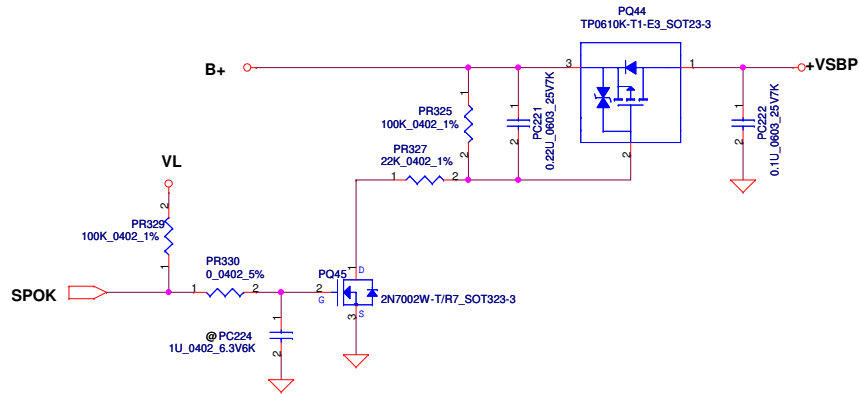 PQ44
TP0610K-T1-E3_SOT23-3
B+
3
1
+VSBP
1
PR325
100K_0402_1%
2
1
PC221
0.22U_0603_25V7K
2
1
PC222
0.1U_0603_25V7K
2
2
PR327
22K_0402_1%
1
2
VL
2
PR329
100K_0402_1%
1
SPOK
PR330
0_0402_5%
1
2
PQ45
2
G
1
D
S
3
2N7002W-T/R7_SOT323-3
@PC224
1U_0402_6.3V6K
1
2